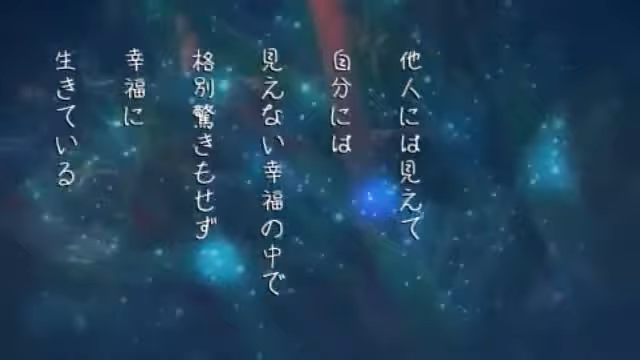 他人には見えて
自分には
見えない幸福の中で
格別驚きもせず
幸福に
生きている